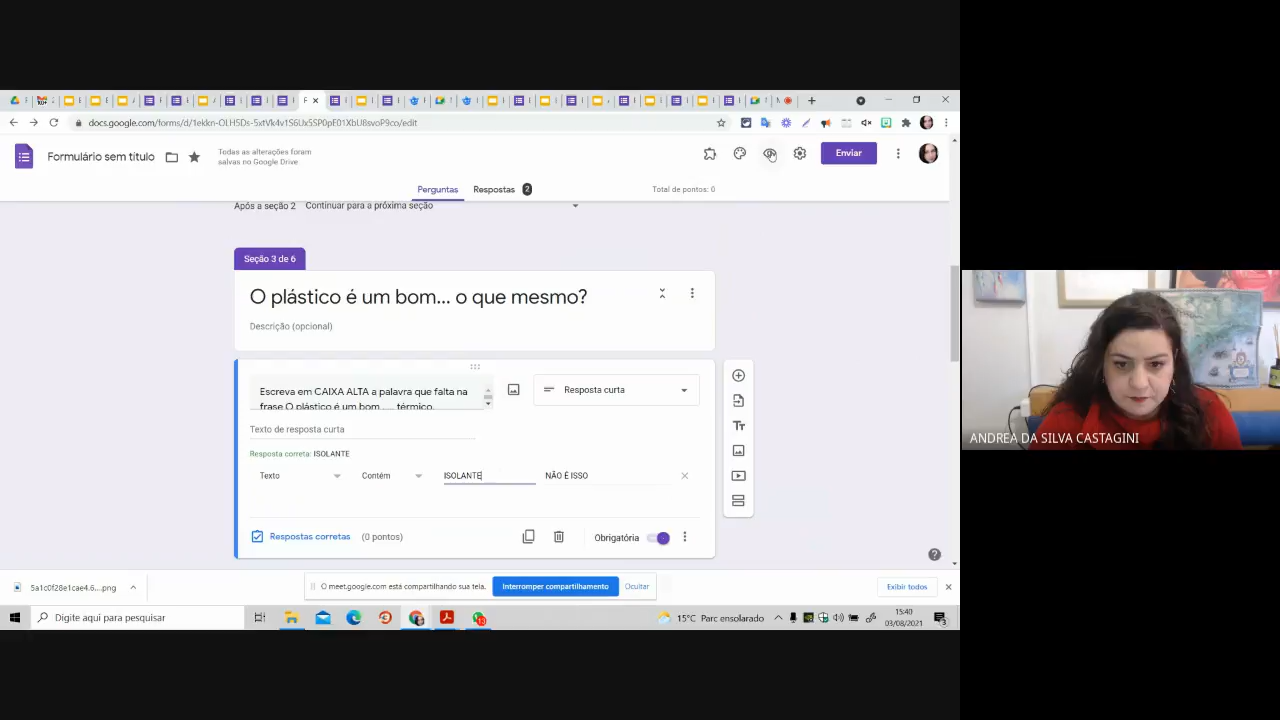 docs.google.com/forms/d/1ekkn-OLH5Ds-5xtVk4v1S6Ux5SP0pE01XbU8svoP9co/edit
Formulário sem título
Todas as alterações foram
salvas no Google Drive
Enviar
Perguntas
Respostas 2
Total de pontos: 0
Após a seção 2 Continuar para a próxima seção
Seção 3 de 6
O plástico é um bom... o que mesmo?
Descrição (opcional)
Escreva em CAIXA ALTA a palavra que falta na
frase O plástico é um bom ___ térmico.
Resposta curta
Texto de resposta curta
Resposta correta: ISOLANTE
Texto Contém ISOLANTE NÃO É ISSO
Respostas corretas (0 pontos)
Obrigatória
ANDREA DA SILVA CASTAGINI
5a1c0f28e1cae4.6....png
O meet.google.com está compartilhando sua tela.
Interromper compartilhamento
Ocultar
Exibir todos
Digite aqui para pesquisar
15°C Parc ensolarado
15:40
03/08/2021